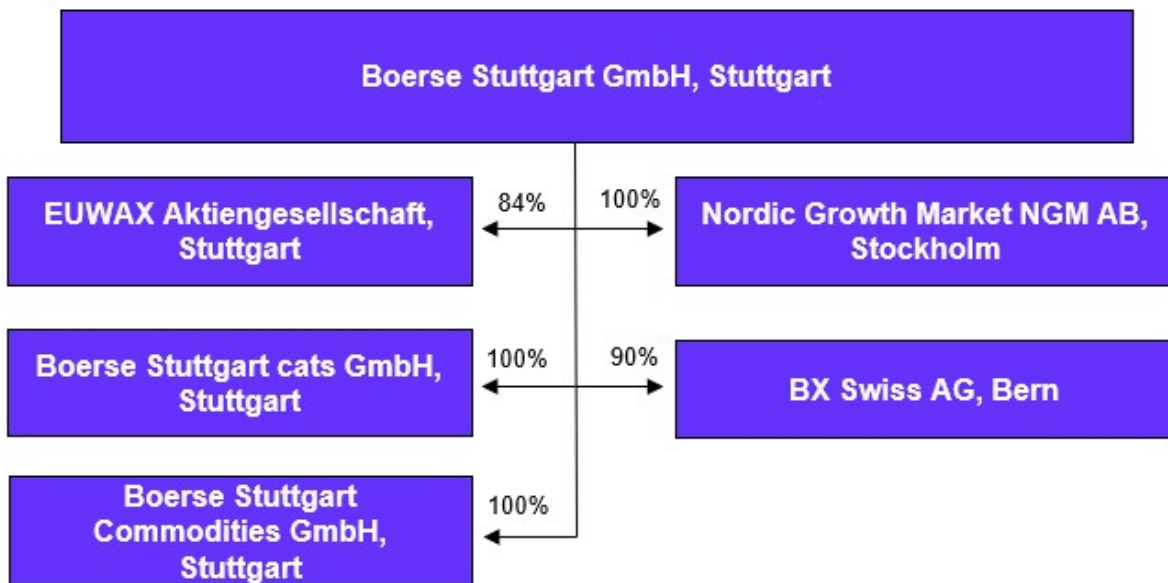 Boerse Stuttgart GmbH, Stuttgart
EUWAX Aktiengesellschaft,
Stuttgart
84%
100%
Nordic Growth Market NGM AB,
Stockholm
Boerse Stuttgart cats GmbH,
Stuttgart
100%
90%
BX Swiss AG, Bern
Boerse Stuttgart
Commodities GmbH,
Stuttgart
100%